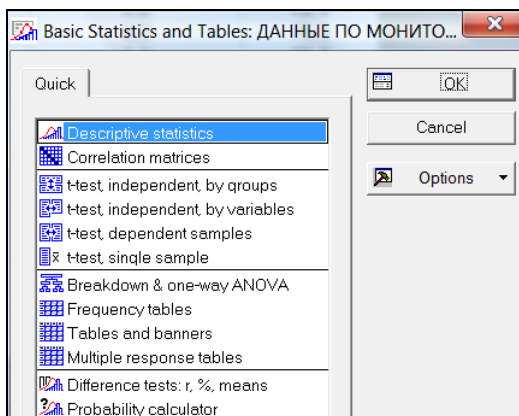 Basic Statistics and Tables: ДАННЫЕ ПО МОНИТО...
Quick
OK
Cancel
Options
Descriptive statistics
Correlation matrices
t-test, independent, by groups
t-test, independent, by variables
t-test, dependent samples
t-test, single sample
Breakdown & one-way ANOVA
Frequency tables
Tables and banners
Multiple response tables
Difference tests: r, %, means
Probability calculator